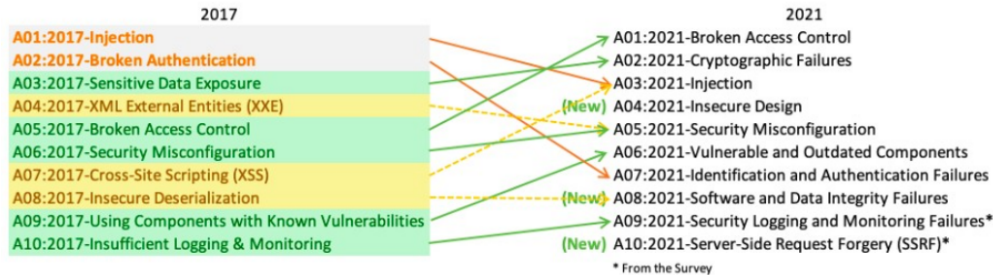 2017
A01:2017-Injection
A02:2017-Broken Authentication
A03:2017-Sensitive Data Exposure
A04:2017-XML External Entities (XXE)
A05:2017-Broken Access Control
A06:2017-Security Misconfiguration
A07:2017-Cross-Site Scripting (XSS)
A08:2017-Insecure Deserialization
A09:2017-Using Components with Known Vulnerabilities
A10:2017-Insufficient Logging & Monitoring
2021
A01:2021-Broken Access Control
A02:2021-Cryptographic Failures
A03:2021-Injection
(New) A04:2021-Insecure Design
A05:2021-Security Misconfiguration
A06:2021-Vulnerable and Outdated Components
A07:2021-Identification and Authentication Failures
(New) A08:2021-Software and Data Integrity Failures
A09:2021-Security Logging and Monitoring Failures*
(New) A10:2021-Server-Side Request Forgery (SSRF)*
* From the Survey